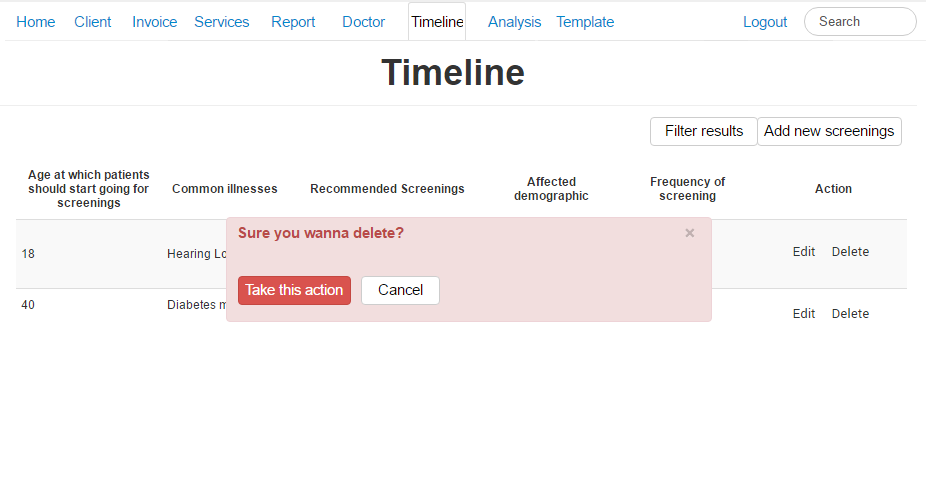 Home Client Invoice Services Report Doctor Timeline Analysis Template Logout Search
Timeline
Filter results Add new screenings
Age at which patients
should start going for
screenings
Common illnesses
Recommended Screenings
Affected
demographic
Frequency of
screening
Action
Sure you wanna delete? ×
18 Hearing Lo Edit Delete
Take this action Cancel
40 Diabetes m Edit Delete